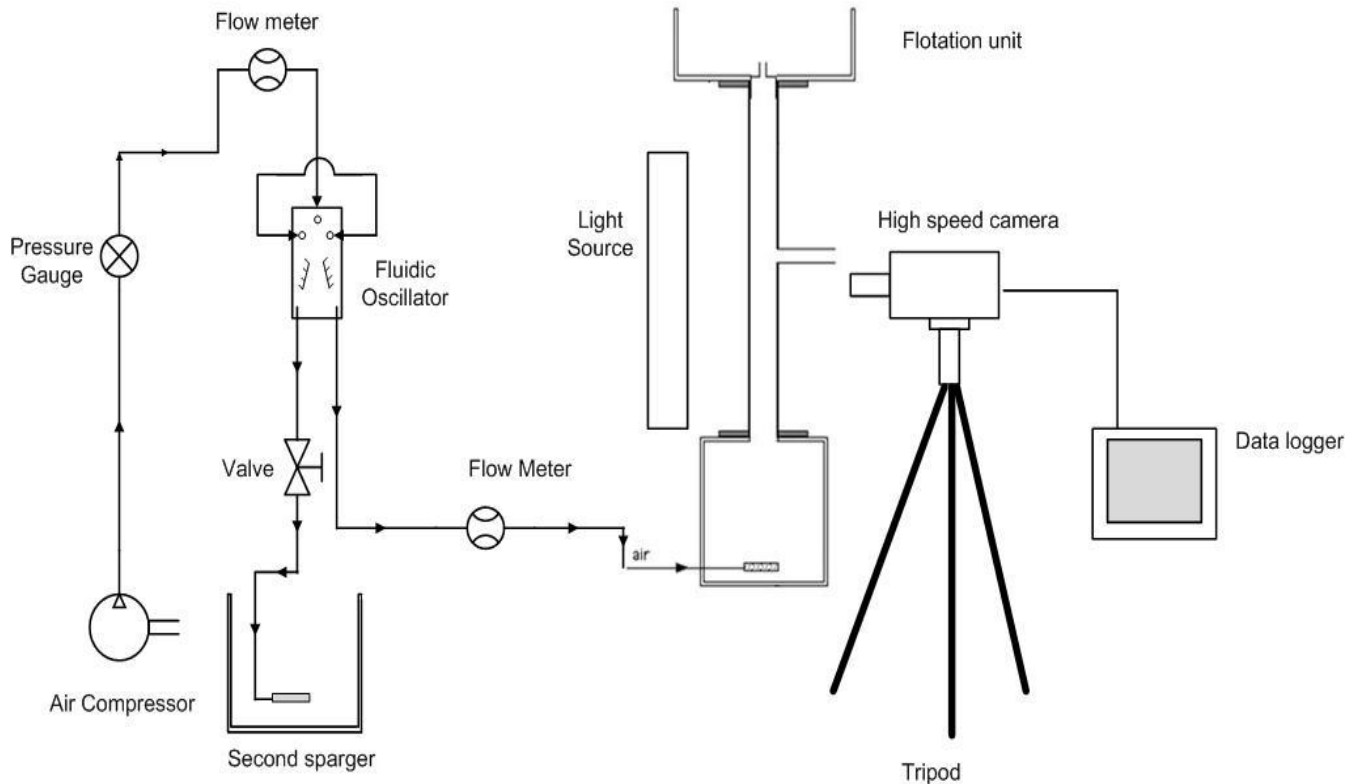 Flow meter
Flotation unit
Pressure
Gauge
Fluidic
Oscillator
Light
Source
High speed camera
Valve
Flow Meter
Data logger
air
Air Compressor
Second sparger
Tripod